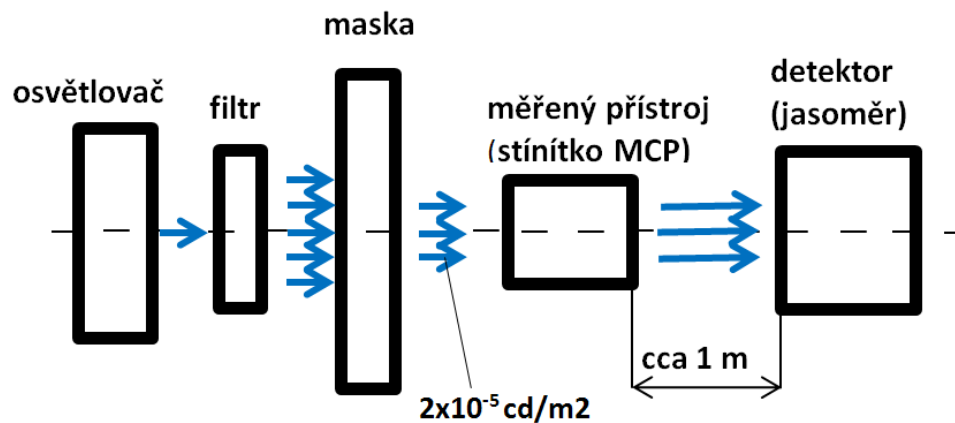 maska
osvětlovač
filtr
měřený přístroj
(stínítko MCP)
detektor
(jasoměr)
cca 1 m
2x10⁻⁵ cd/m2